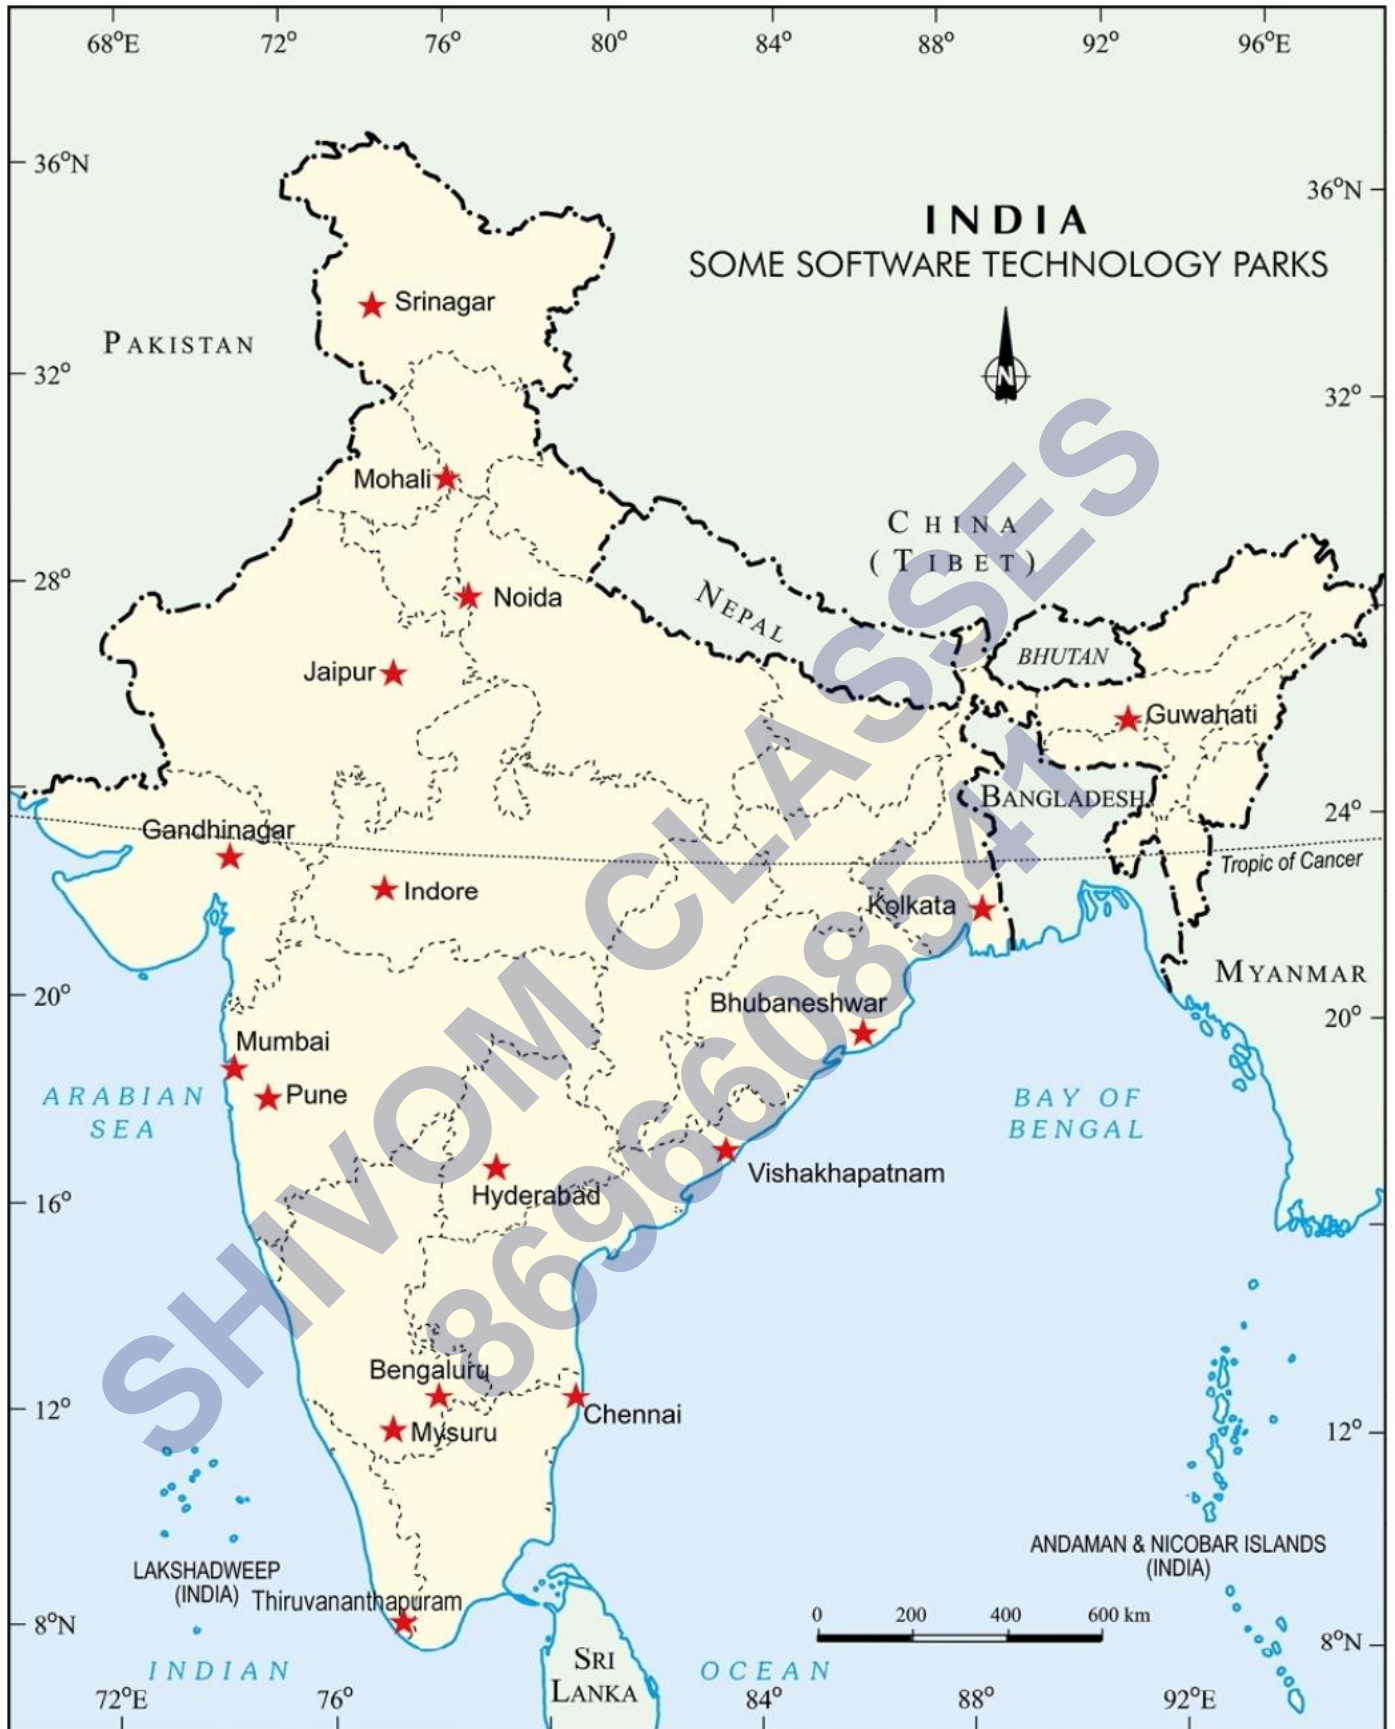 68°E 72° 76° 80° 84° 88° 92° 96°E
36°N
36°N
INDIA
SOME SOFTWARE TECHNOLOGY PARKS
Srinagar
PAKISTAN
N
32°
32°
Mohali
CHINA
(TIBET)
28°
Noida
NEPAL
BHUTAN
Jaipur
Guwahati
BANGLADESH
24°
Gandhinagar
Tropic of Cancer
Indore
Kolkata
MYANMAR
20°
Bhubaneshwar
20°
Mumbai
Pune
ARABIAN
SEA
BAY OF
BENGAL
Vishakhapatnam
Hyderabad
16°
Bengaluru
12°
Chennai
Mysuru
12°
ANDAMAN & NICOBAR ISLANDS
(INDIA)
LAKSHADWEEP
(INDIA)
Thiruvananthapuram
0 200 400 600 km
8°N
8°N
SRI
LANKA
INDIAN OCEAN
72°E 76° 84° 88° 92°E
SHIVOM CLASSES
8696608541